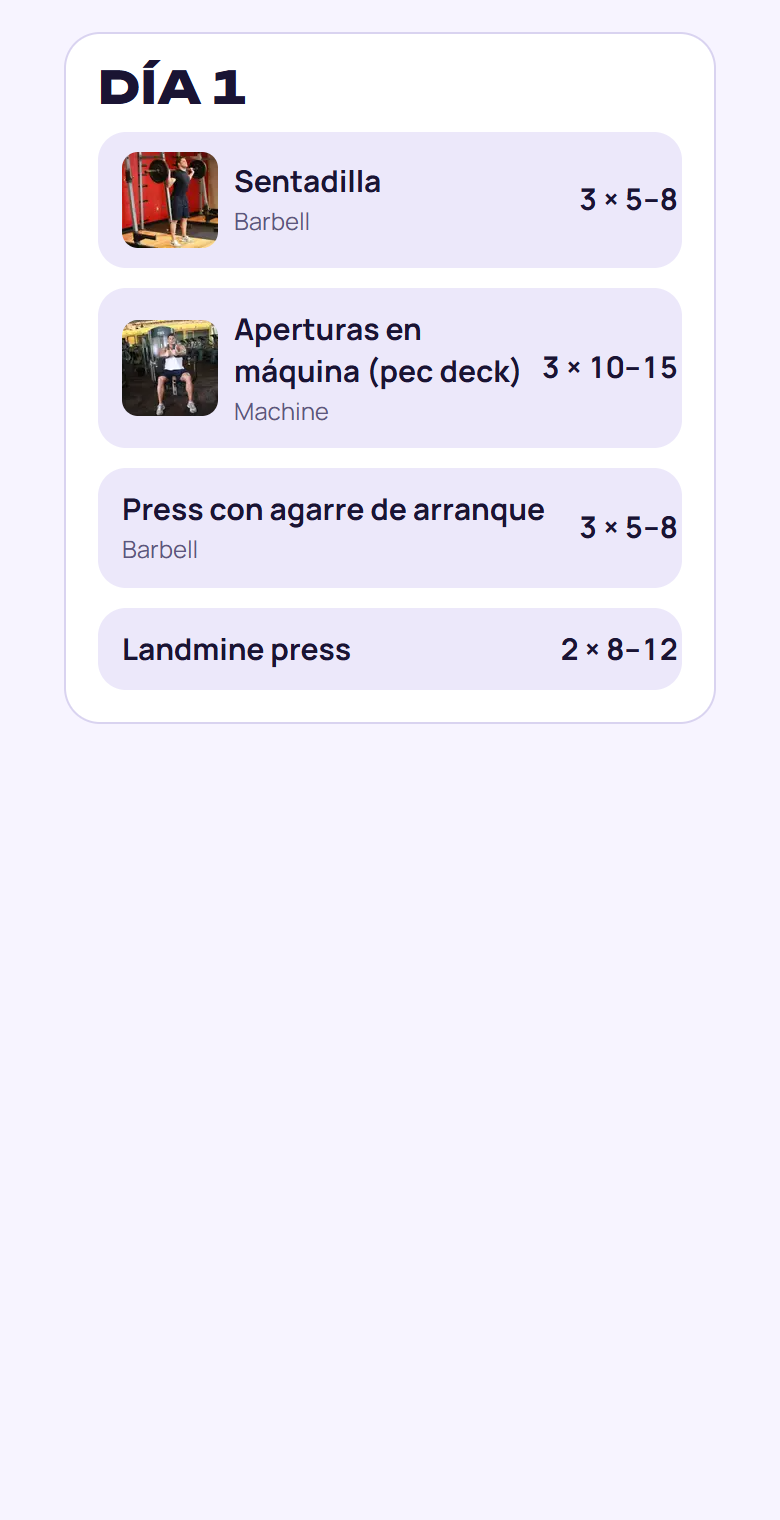 DÍA 1
Sentadilla
Barbell
3 × 5–8
Aperturas en
máquina (pec deck)
Machine
3 × 10–15
Press con agarre de arranque
Barbell
3 × 5–8
Landmine press
2 × 8–12